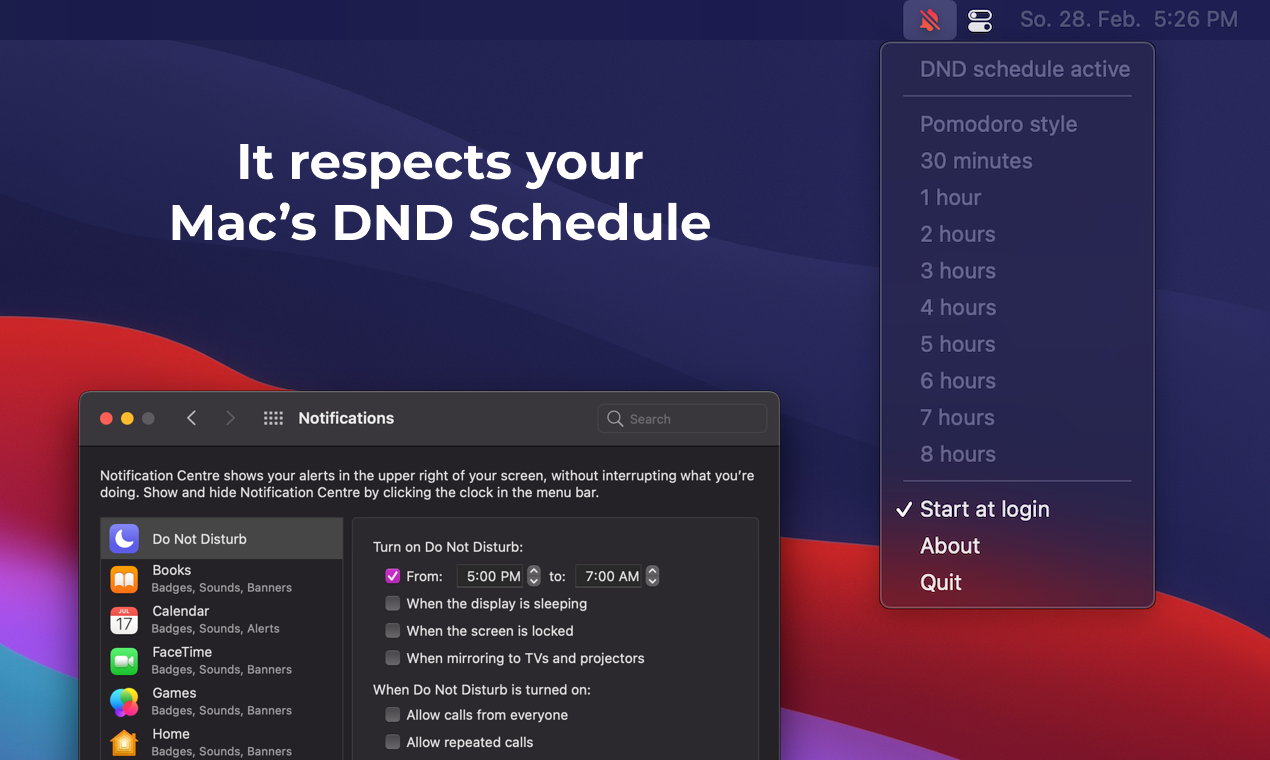 So. 28. Feb. 5:26 PM
DND schedule active
Pomodoro style
30 minutes
1 hour
2 hours
3 hours
4 hours
5 hours
6 hours
7 hours
8 hours
Start at login
About
Quit
It respects your
Mac’s DND Schedule
Notifications
Search
Notification Centre shows your alerts in the upper right of your screen, without interrupting what you’re
doing. Show and hide Notification Centre by clicking the clock in the menu bar.
Do Not Disturb
Books
Badges, Sounds, Banners
JUL
17
Calendar
Badges, Sounds, Alerts
FaceTime
Badges, Sounds, Banners
Games
Badges, Sounds, Banners
Home
Badges, Sounds, Banners
Turn on Do Not Disturb:
From: 5:00 PM to: 7:00 AM
When the display is sleeping
When the screen is locked
When mirroring to TVs and projectors
When Do Not Disturb is turned on:
Allow calls from everyone
Allow repeated calls